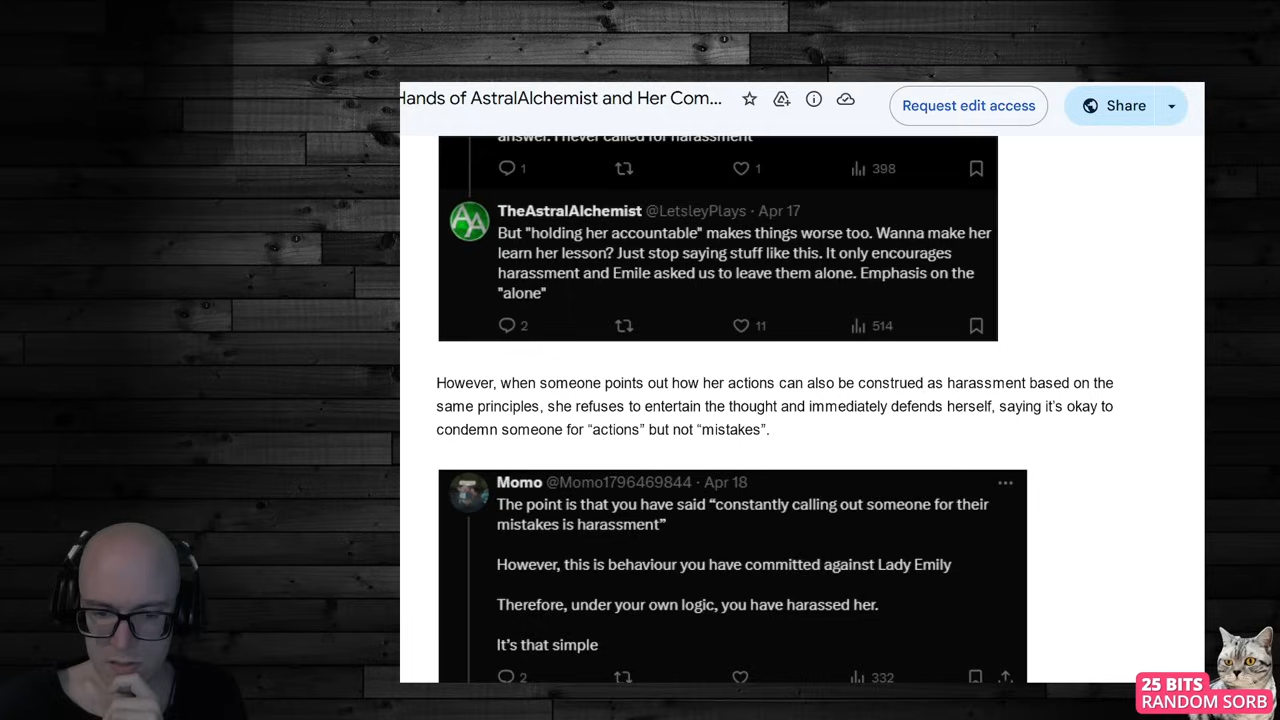 Hands of AstralAlchemist and Her Com...
Request edit access
Share
answer. I never called for harassment
1
1
398
TheAstralAlchemist @LetsleyPlays · Apr 17
But "holding her accountable" makes things worse too. Wanna make her
learn her lesson? Just stop saying stuff like this. It only encourages
harassment and Emile asked us to leave them alone. Emphasis on the
"alone"
2
11
514
However, when someone points out how her actions can also be construed as harassment based on the
same principles, she refuses to entertain the thought and immediately defends herself, saying it’s okay to
condemn someone for “actions” but not “mistakes”.
Momo @Momo1796469844 · Apr 18
The point is that you have said “constantly calling out someone for their
mistakes is harassment”
However, this is behaviour you have committed against Lady Emily
Therefore, under your own logic, you have harassed her.
It’s that simple
2
332
25 BITS
RANDOM SORB